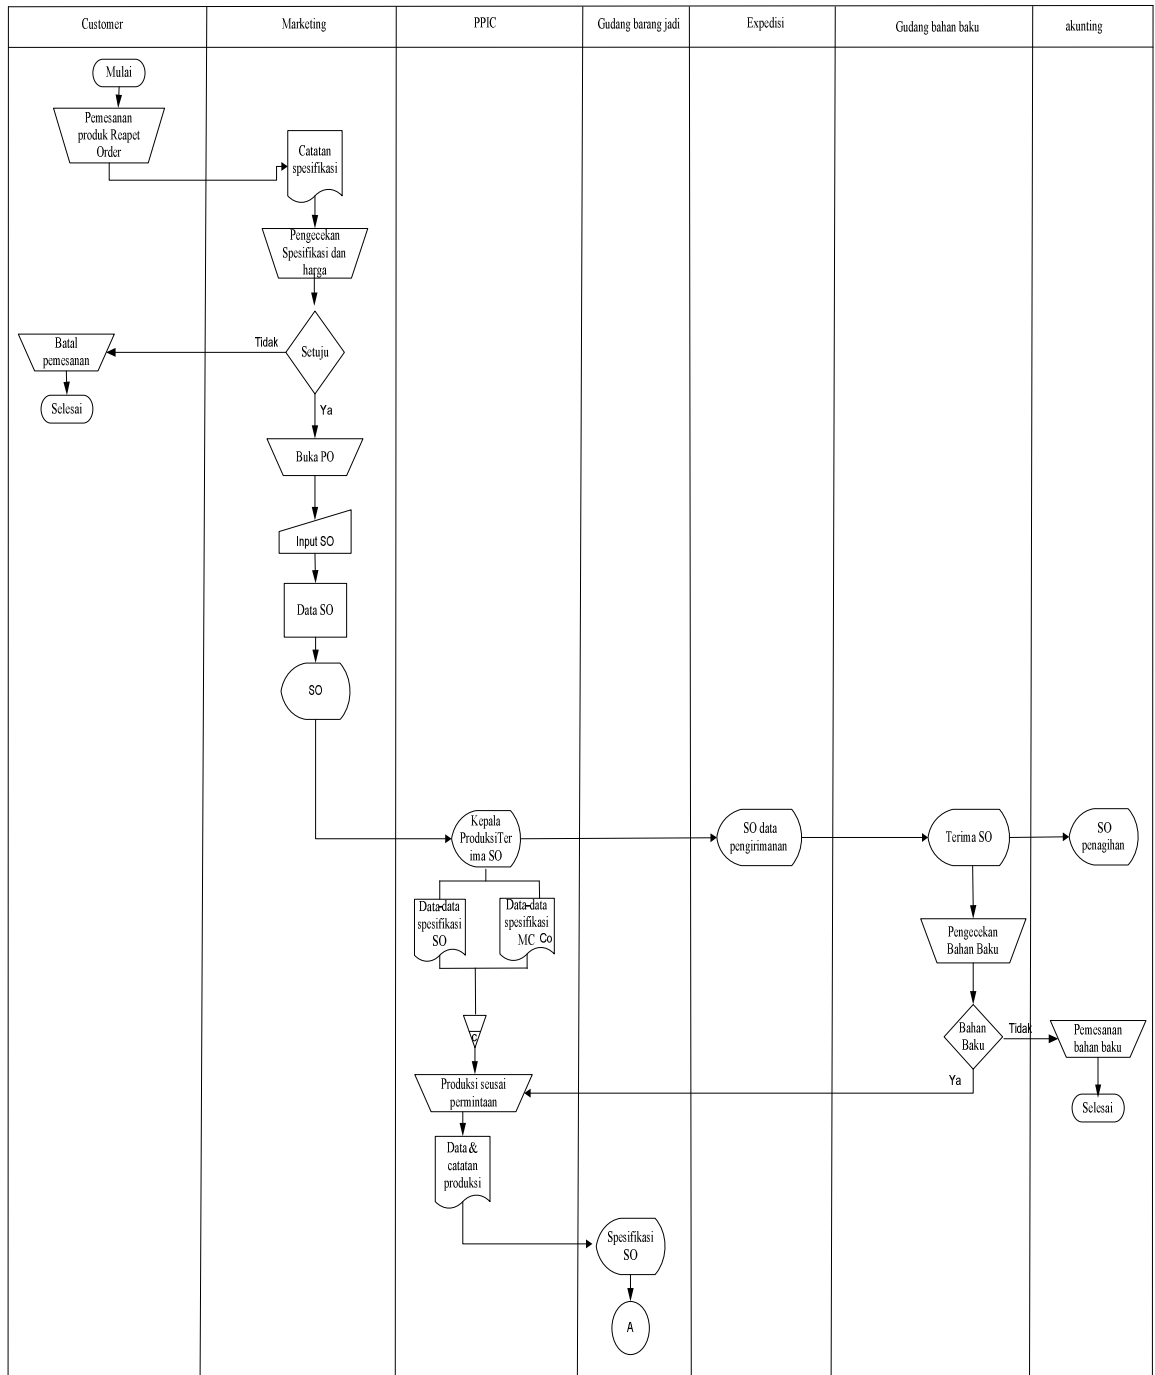 Customer
Marketing
PPIC
Gudang barang jadi
Expedisi
Gudang bahan baku
akunting
Mulai
Pemesanan
produk Reapet
Order
Catatan
spesifikasi
Pengecekan
Spesifikasi dan
harga
Setuju
Tidak
Batal
pemesanan
Selesai
Ya
Buka PO
Input SO
Data SO
SO
Kepala
ProduksiTer
ima SO
SO data
pengirimanan
Terima SO
SO
penagihan
Data-data
spesifikasi
SO
Data-data
spesifikasi
MC Co
Pengecekan
Bahan Baku
Bahan
Baku
Tidak
Pemesanan
bahan baku
Selesai
Ya
C
Produksi seusai
permintaan
Data &
catatan
produksi
Spesifikasi
SO
A